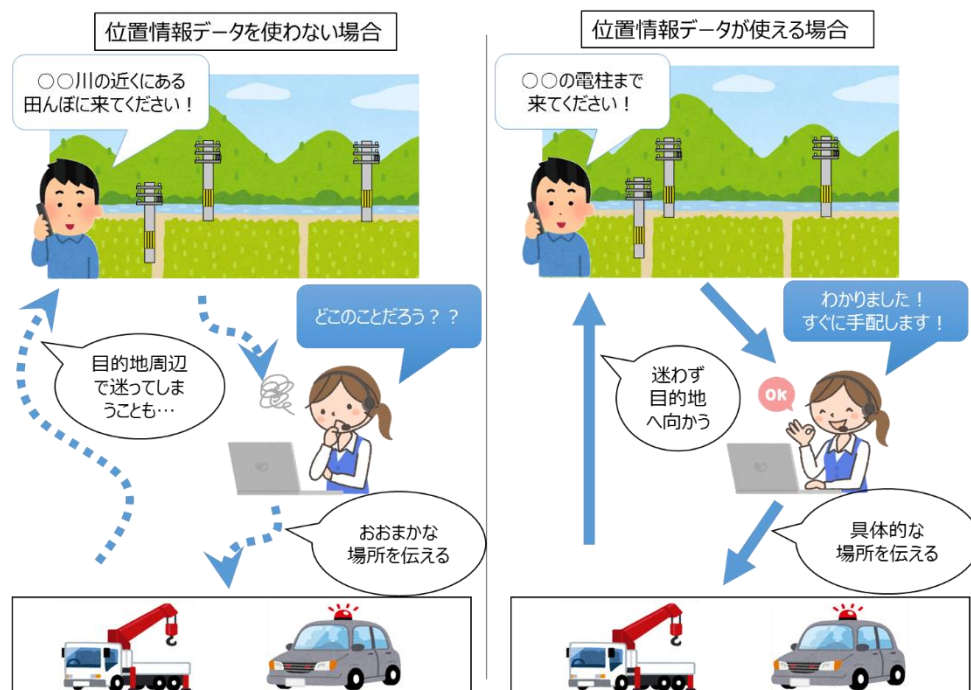 位置情報データを使わない場合
○○川の近くにある
田んぼに来てください！
どこのことだろう？？
目的地周辺
で迷ってしま
うことも…
おおまかな
場所を伝える
位置情報データが使える場合
○○の電柱まで
来てください！
わかりました！
すぐに手配します！
迷わず
目的地
へ向かう
OK
具体的な
場所を伝える